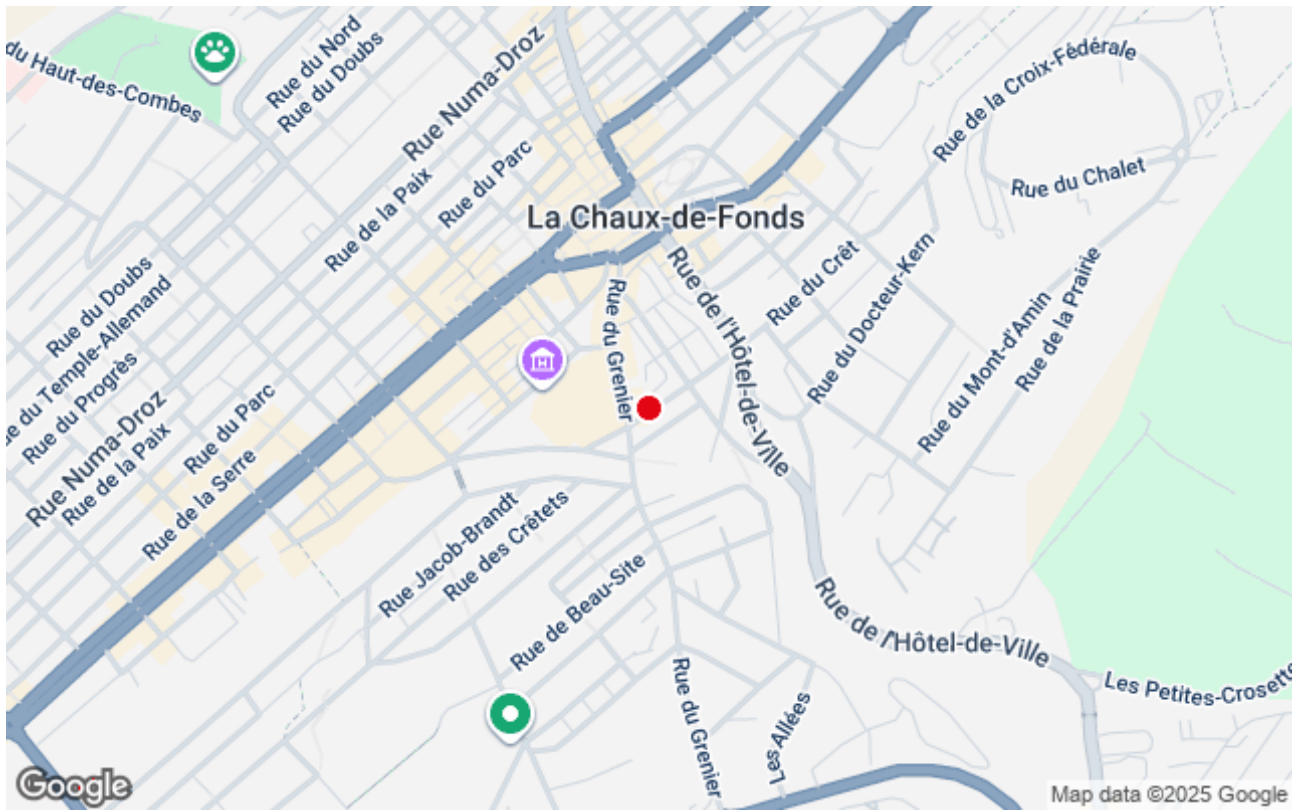 du Haut-des-Combes
Rue du Nord
Rue du Doubs
Rue Numa-Droz
Rue du Parc
Rue de la Paix
La Chaux-de-Fonds
Rue de la Croix-Fédérale
Rue du Chalet
Rue du Crêt
Rue du Docteur-Kern
Rue du Mont-d'Amin
Rue de la Prairie
Rue de l'Hôtel-de-Ville
Rue du Grenier
Rue du Doubs
e du Temple-Allemand
Rue du Progrès
Rue Numa-Droz
Rue de la Paix
Rue du Parc
Rue de la Serre
Rue Jacob-Brandt
Rue des Crêtets
Rue de Beau-Site
Rue de l'Hôtel-de-Ville
Les Petites-Crosette
Rue du Grenier
Les Allées
Google
Map data ©2025 Google